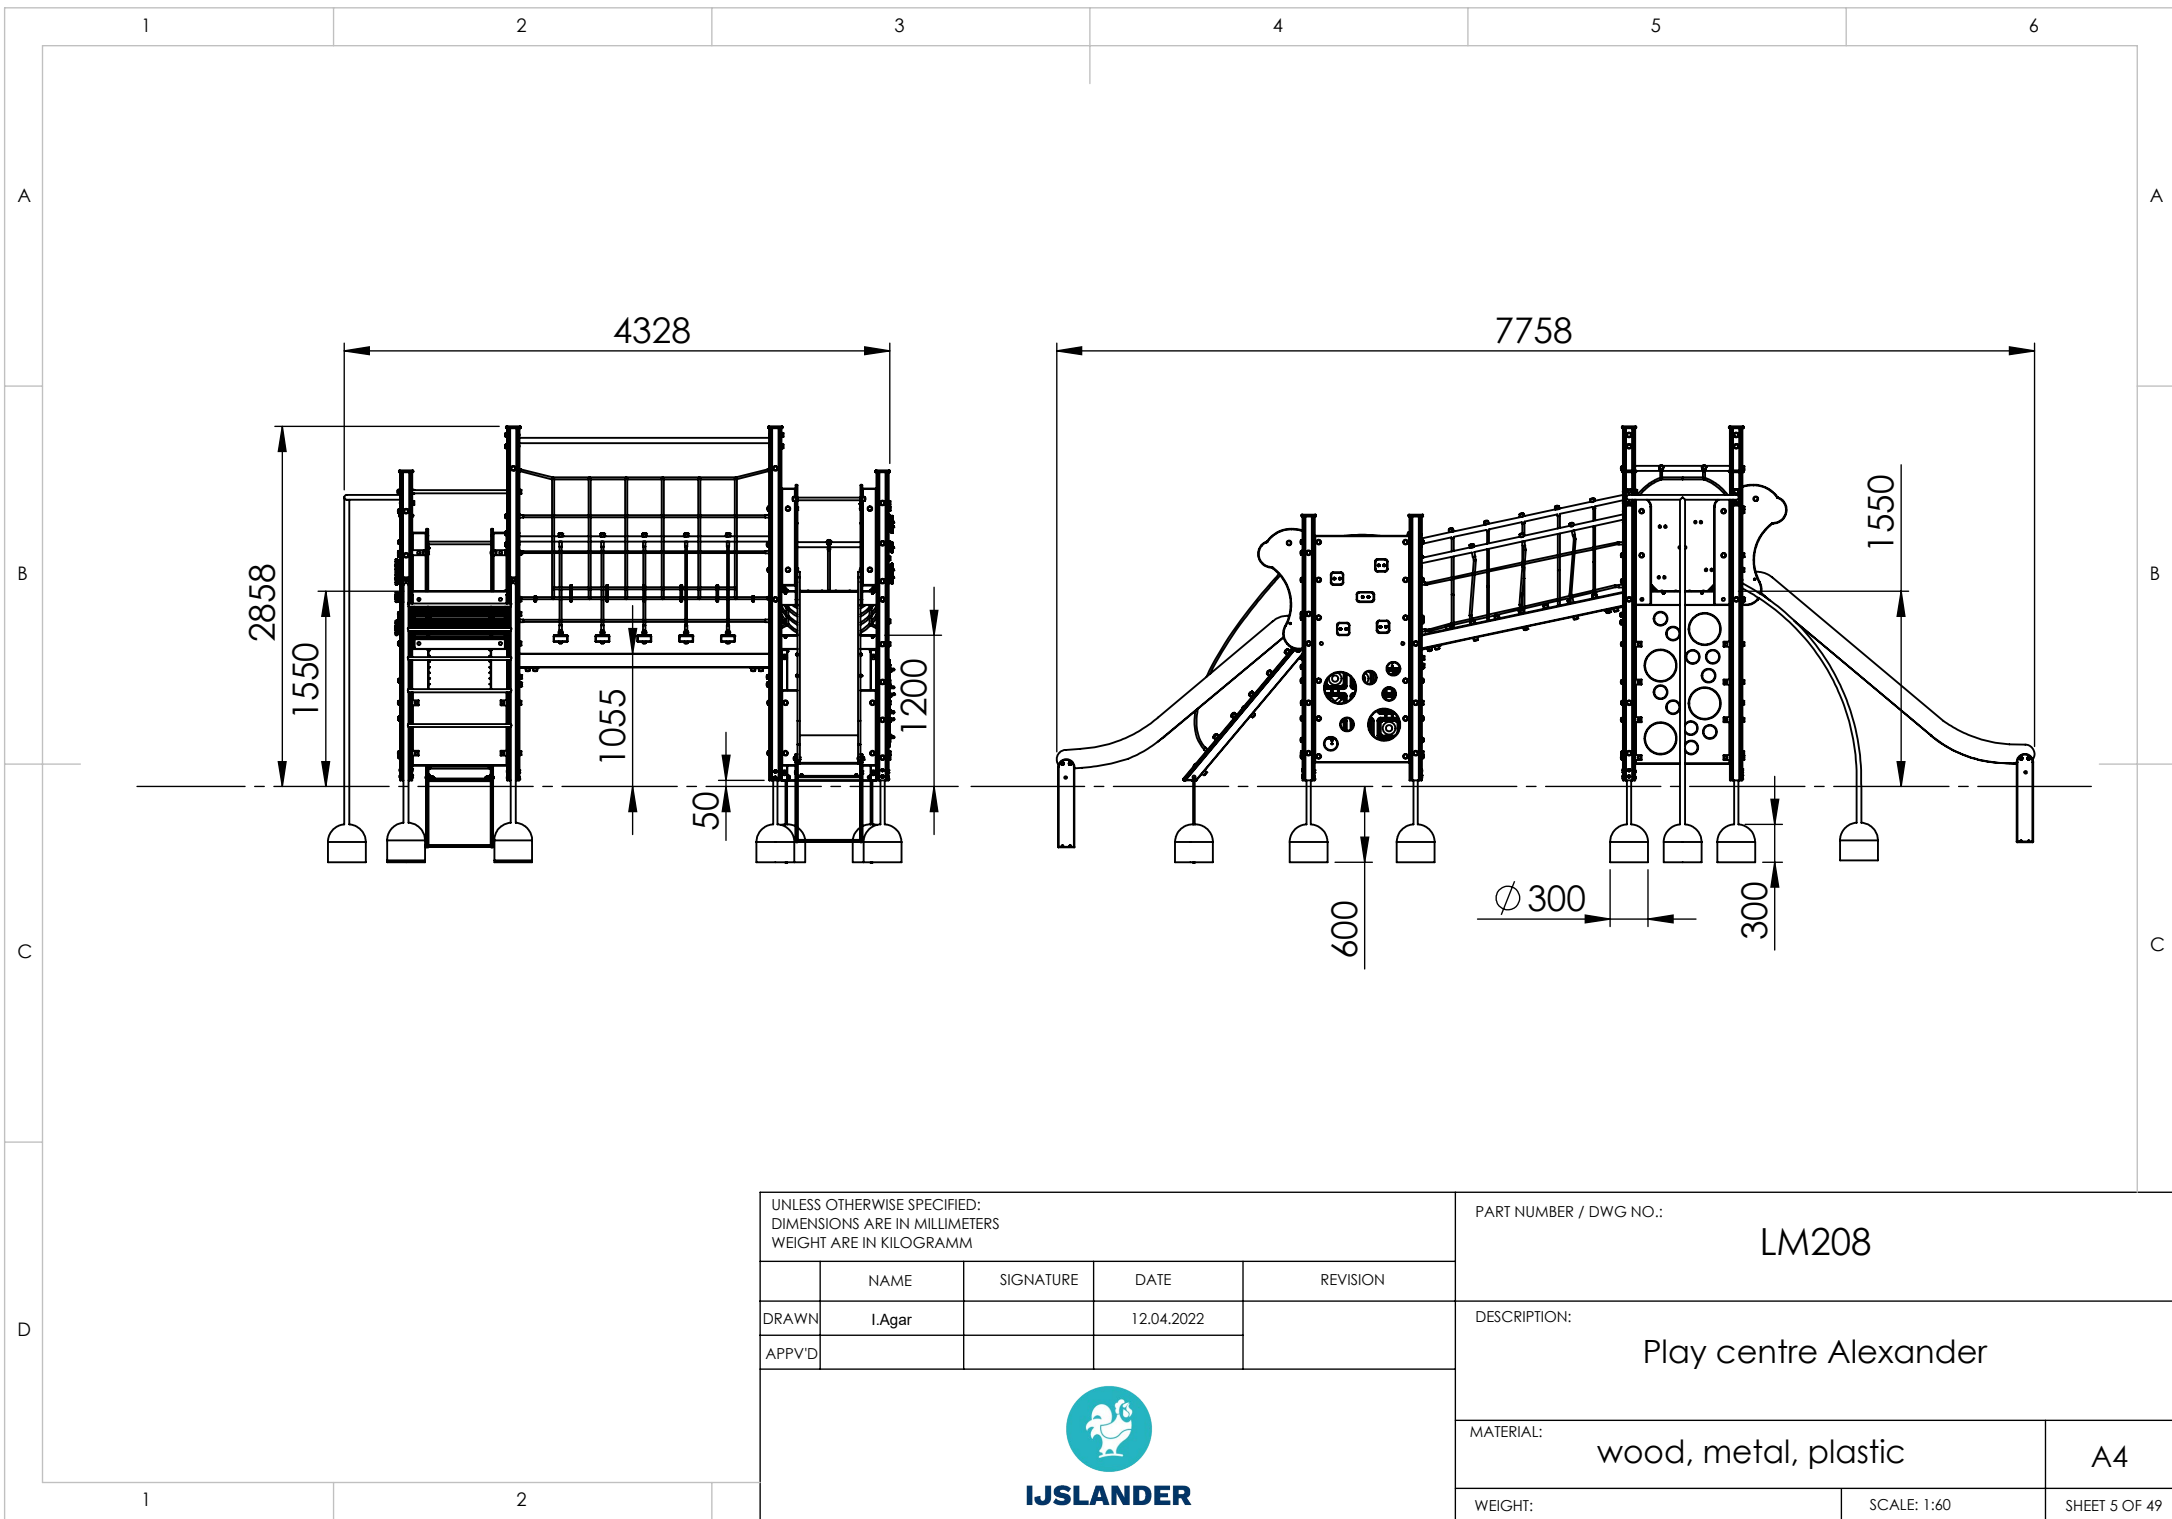 1 2 3 4 5 6
A A
4328 7758
B B
2858
1550
1055
50
1200
1550
C C
600
Ø 300
300
D
UNLESS OTHERWISE SPECIFIED:
DIMENSIONS ARE IN MILLIMETERS
WEIGHT ARE IN KILOGRAMM
NAME SIGNATURE DATE REVISION
DRAWN I.Agar 12.04.2022
APPV'D
IJSLANDER
PART NUMBER / DWG NO.:
LM208
DESCRIPTION:
Play centre Alexander
MATERIAL:
wood, metal, plastic
A4
WEIGHT:
SCALE: 1:60
SHEET 5 OF 49
1 2